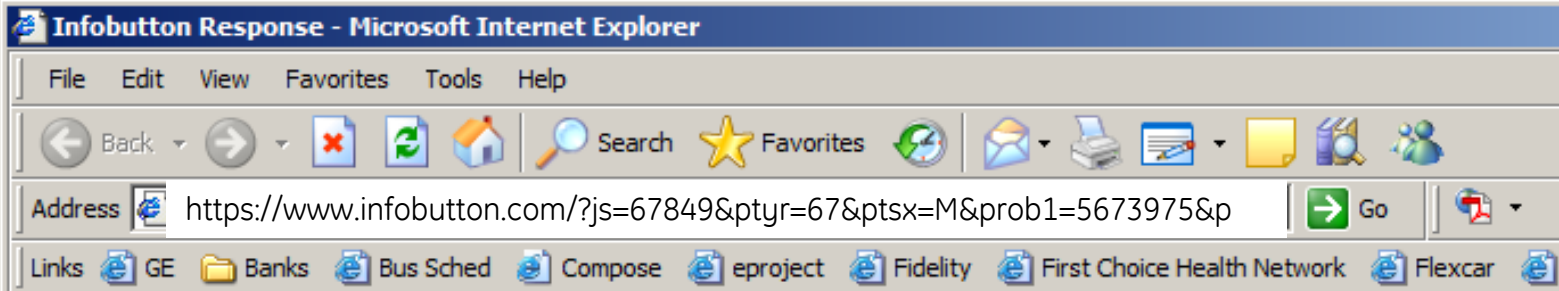 Infobutton Response - Microsoft Internet Explorer
File Edit View Favorites Tools Help
Back Search Favorites
Address https://www.infobutton.com/?js=67849&ptyr=67&ptsx=M&prob1=5673975&p Go
Links GE Banks Bus Sched Compose eproject Fidelity First Choice Health Network Flexcar